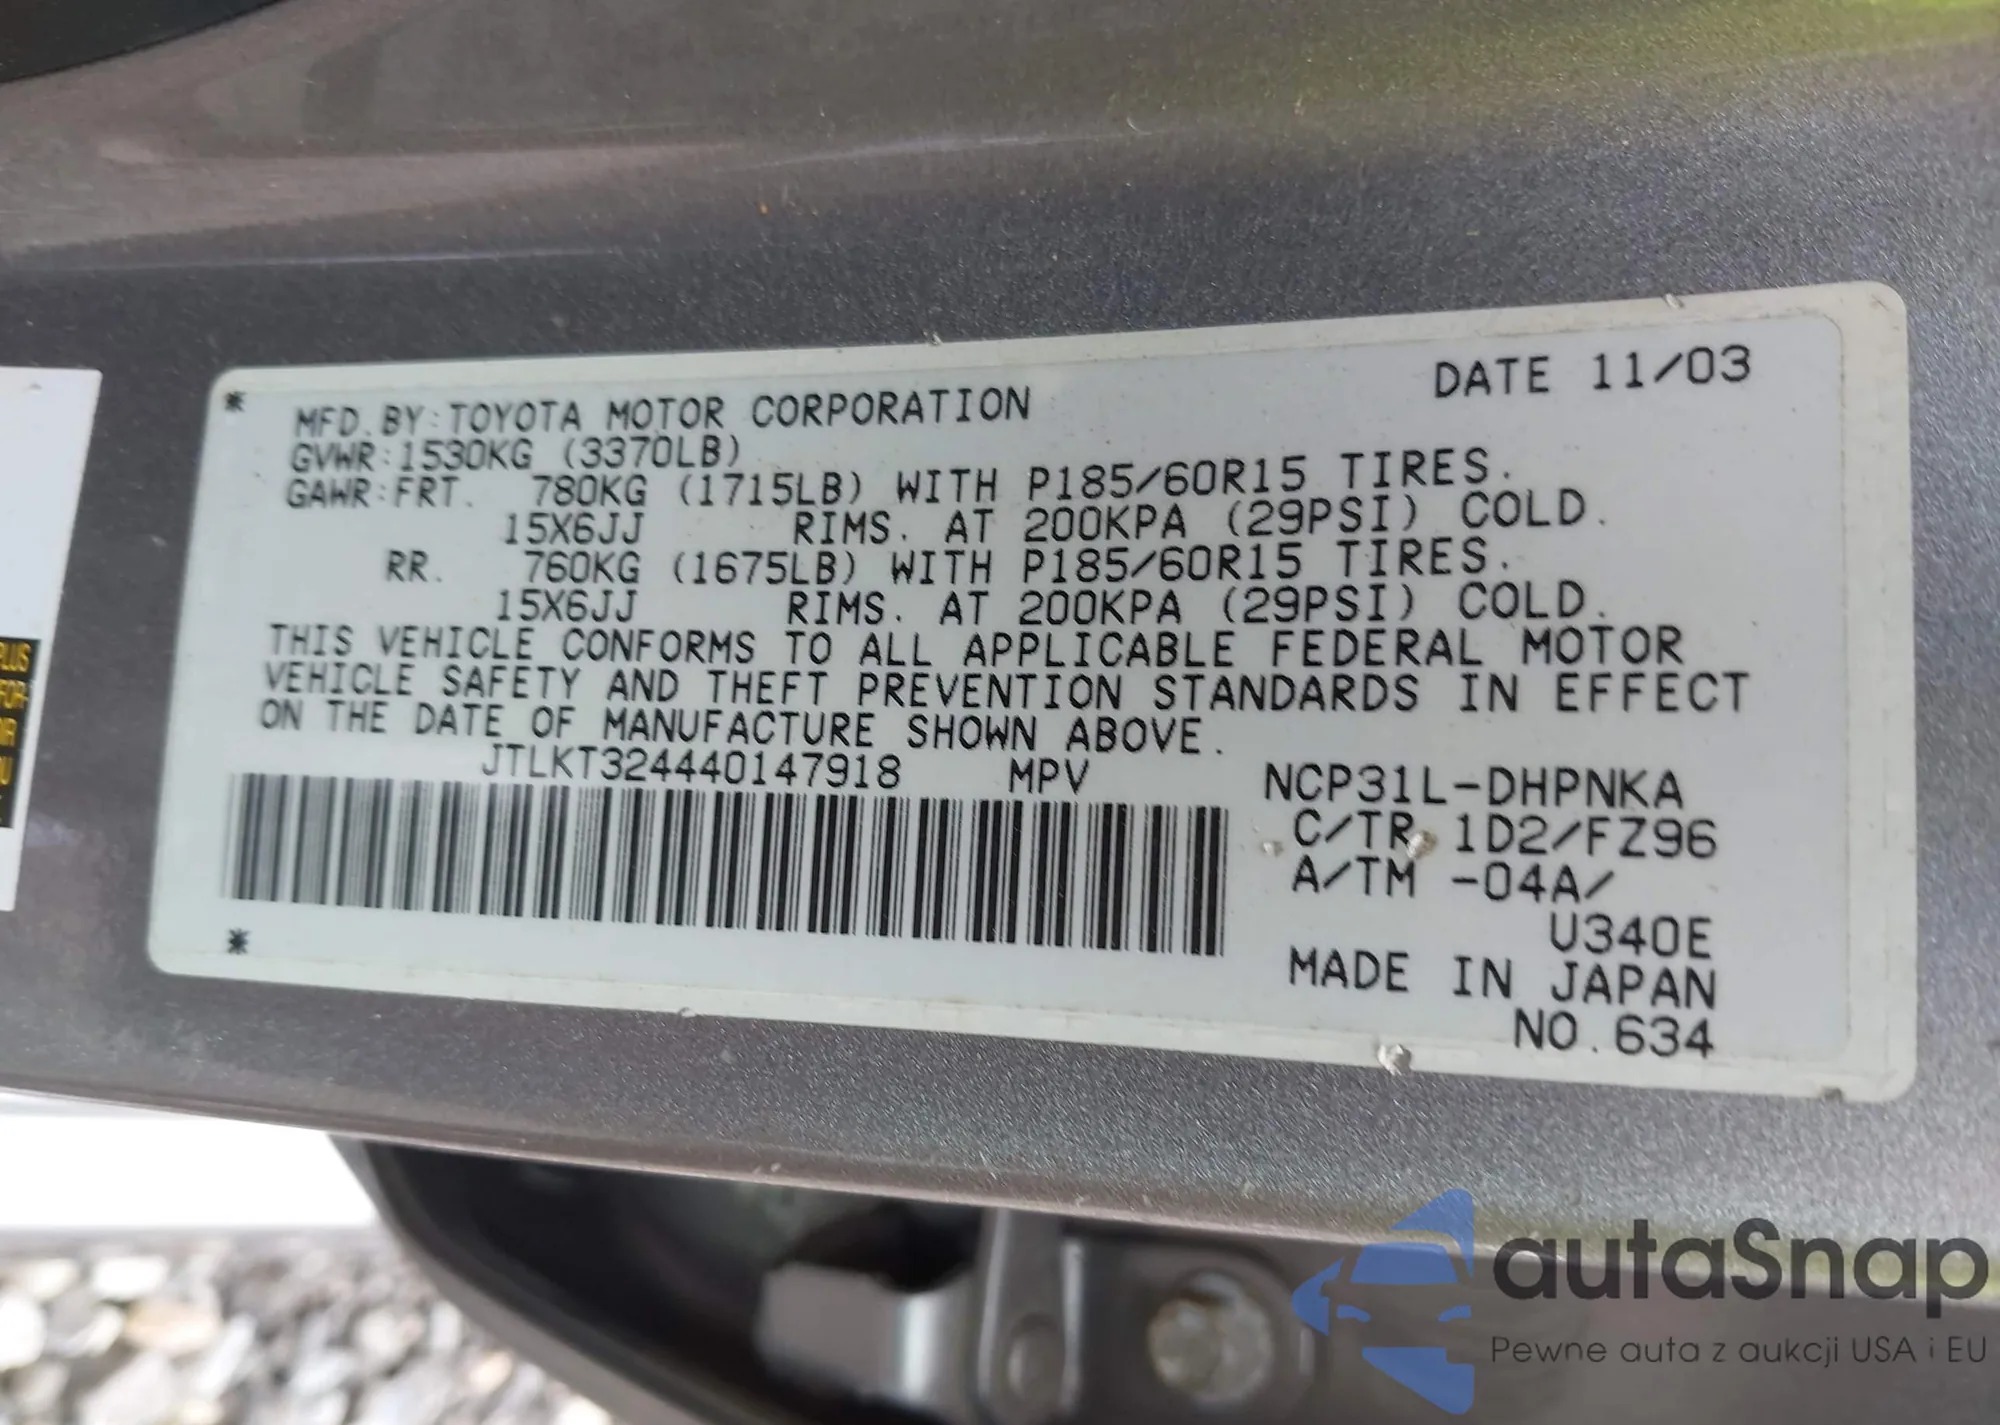 DATE 11/03
MFD. BY: TOYOTA MOTOR CORPORATION
GVWR: 1530KG (3370LB)
GAWR: FRT. 780KG (1715LB) WITH P185/60R15 TIRES.
15X6JJ RIMS. AT 200KPA (29PSI) COLD.
RR. 760KG (1675LB) WITH P185/60R15 TIRES.
15X6JJ RIMS. AT 200KPA (29PSI) COLD.
THIS VEHICLE CONFORMS TO ALL APPLICABLE FEDERAL MOTOR
VEHICLE SAFETY AND THEFT PREVENTION STANDARDS IN EFFECT
ON THE DATE OF MANUFACTURE SHOWN ABOVE.
JTLKT324440147918 MPV NCP31L-DHPNKA
C/TR 1D2/FZ96
A/TM -04A/
U340E
MADE IN JAPAN
NO. 634
PLUS
autaSnap
Pewne auta z aukcji USA i EU